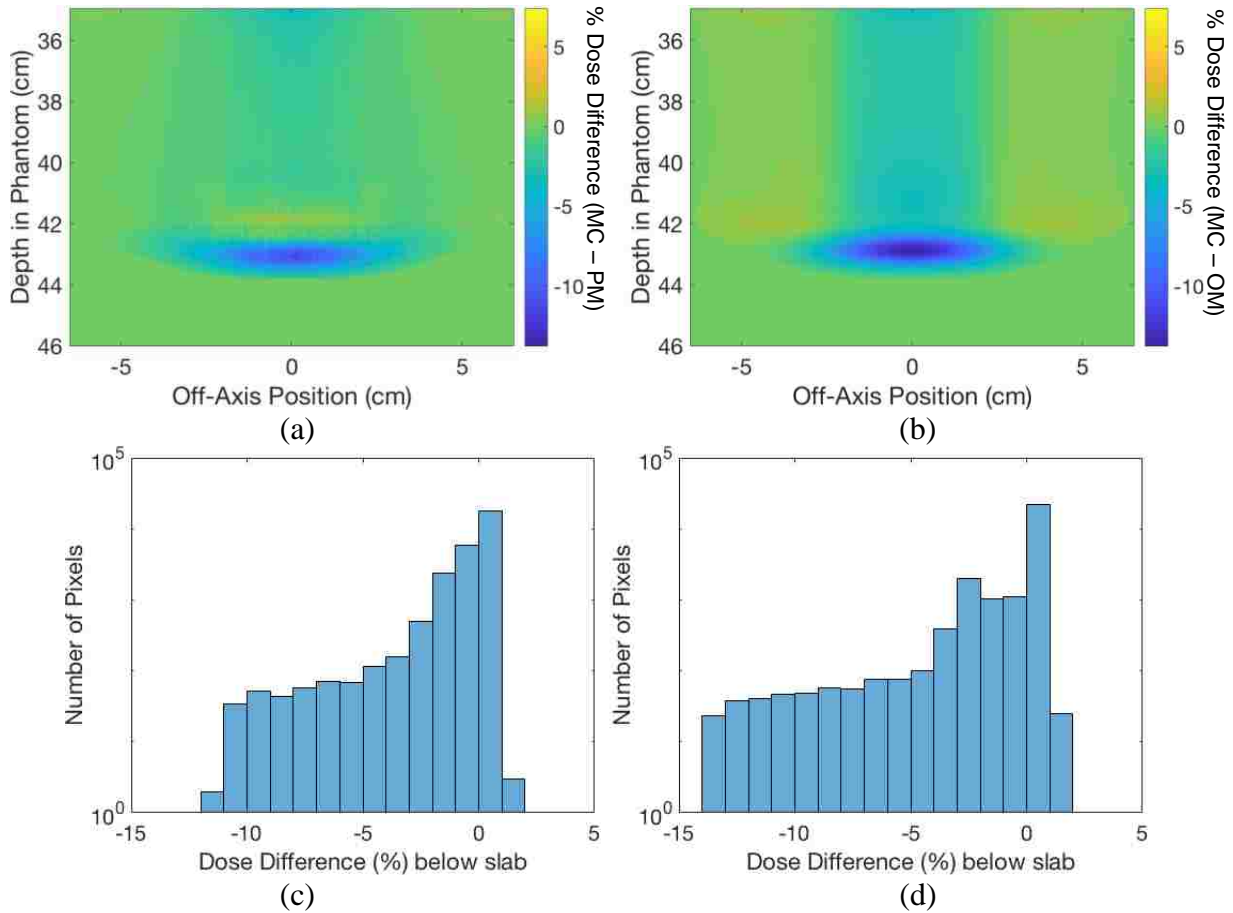 36
38
40
42
44
46
Depth in Phantom (cm)
-5
0
5
Off-Axis Position (cm)
5
0
-5
-10
% Dose Difference (MC – PM)
(a)
36
38
40
42
44
46
Depth in Phantom (cm)
-5
0
5
Off-Axis Position (cm)
5
0
-5
-10
% Dose Difference (MC – OM)
(b)
10^5
10^0
Number of Pixels
-15
-10
-5
0
5
Dose Difference (%) below slab
(c)
10^5
10^0
Number of Pixels
-15
-10
-5
0
5
Dose Difference (%) below slab
(d)